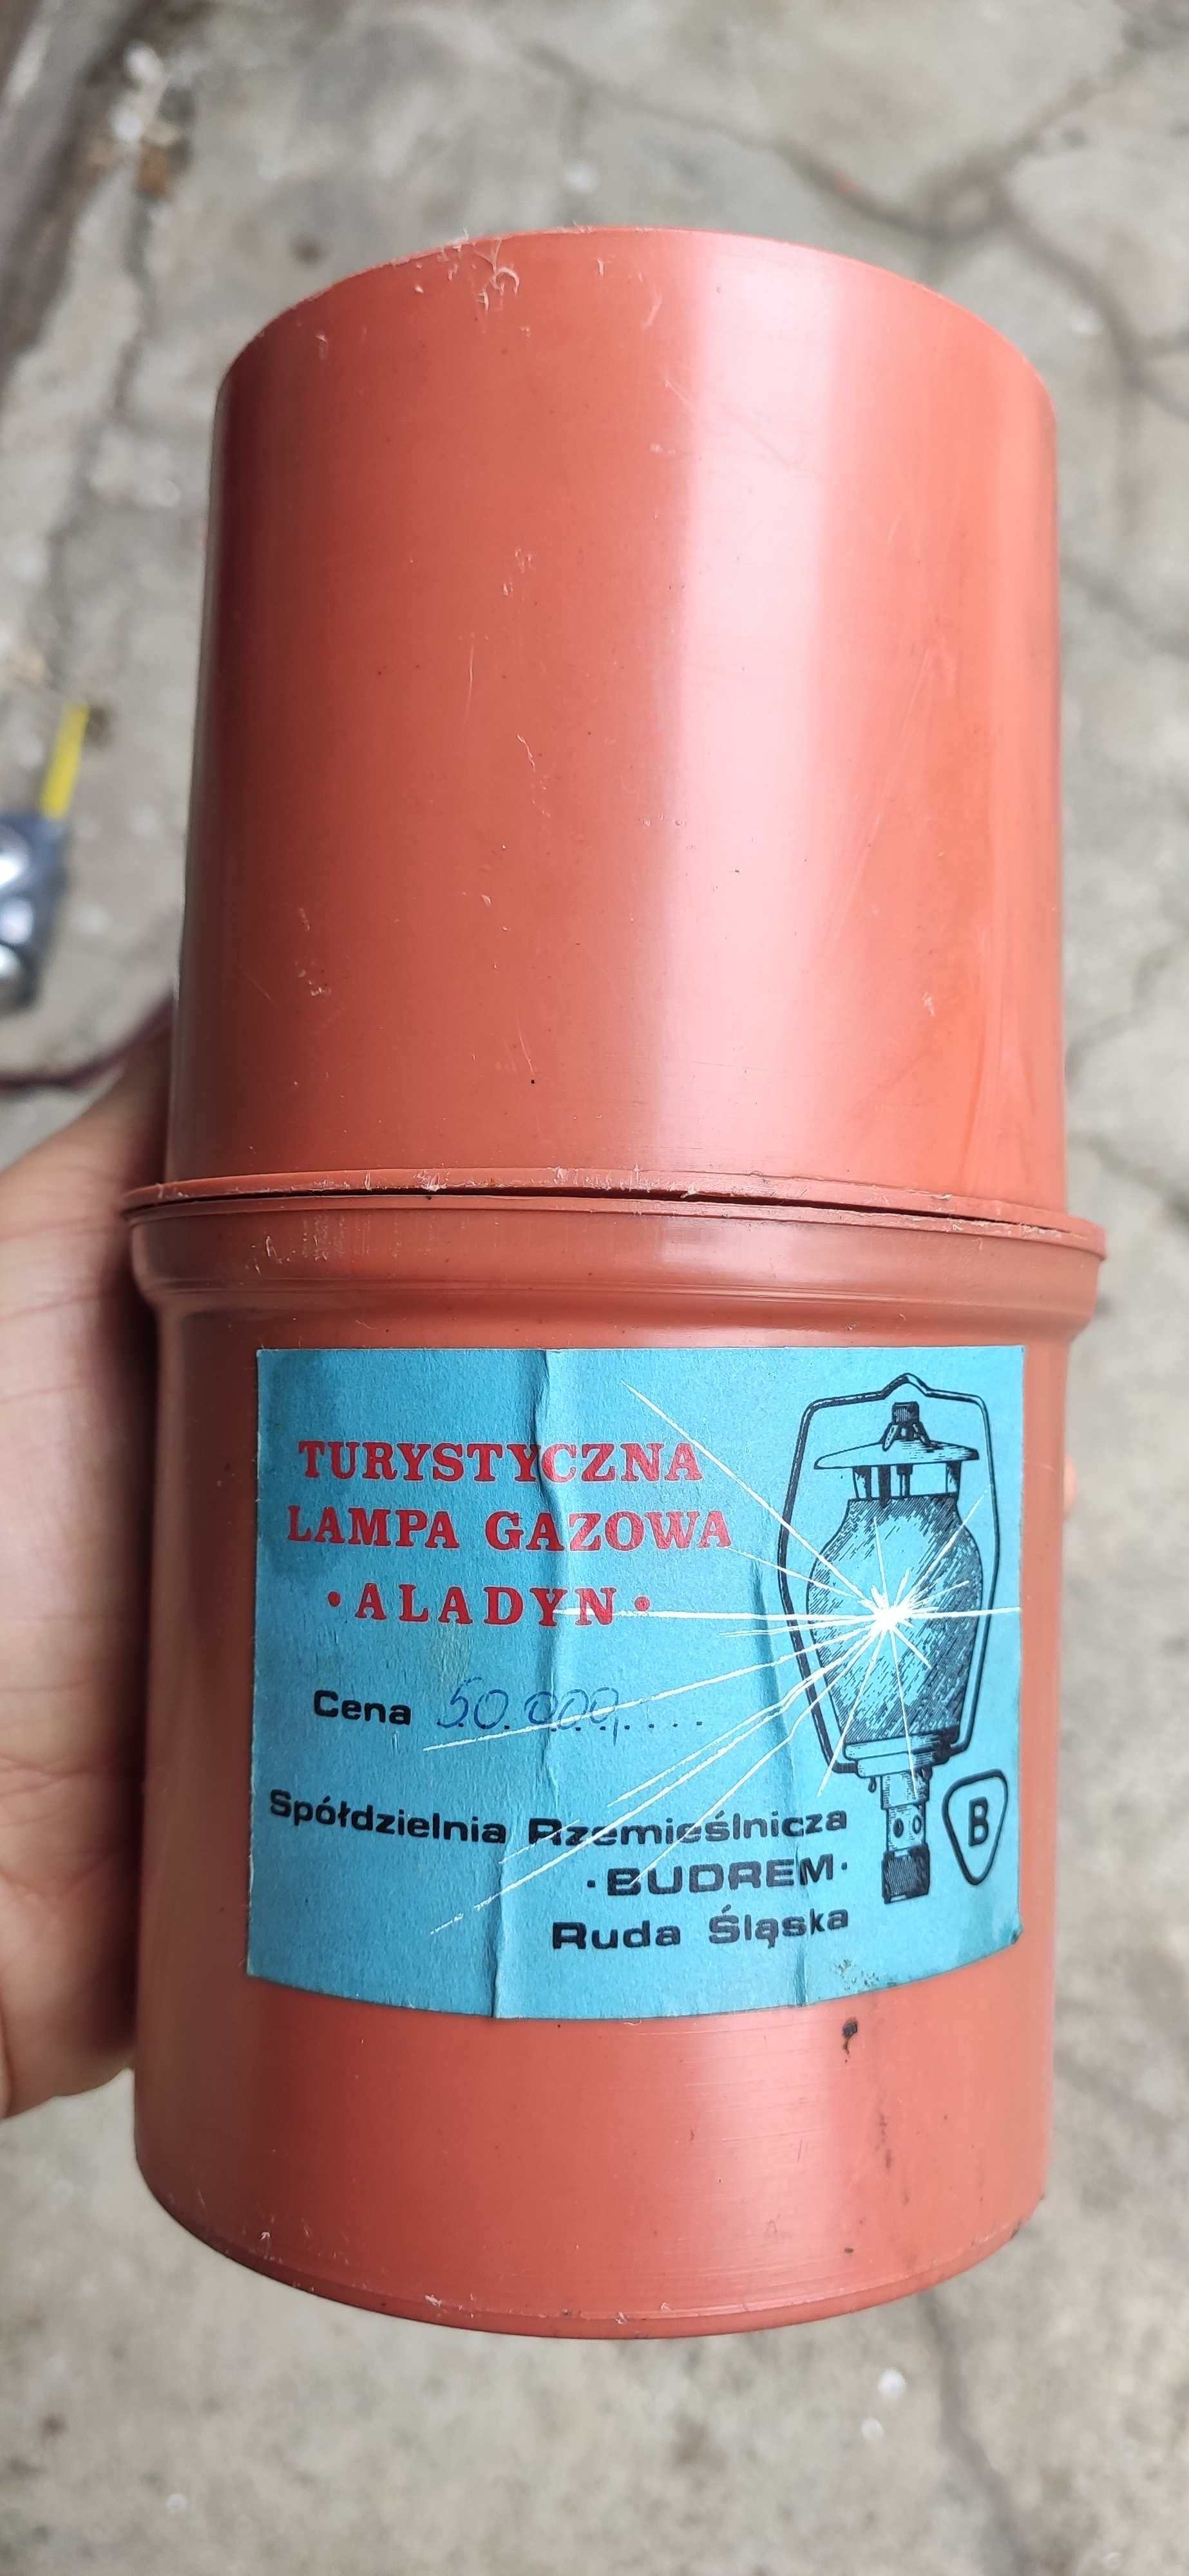 TURYSTYCZNA
LAMPA GAZOWA
• ALADYN •
Cena 50.000,....
Spółdzielnia Rzemieślnicza
·BUDREM·
Ruda Śląska
B